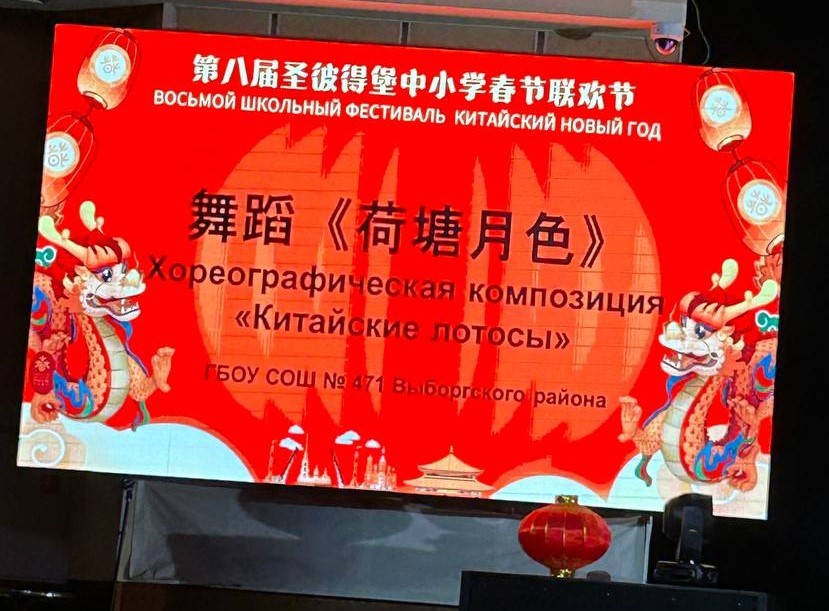 第八届圣彼得堡中小学春节联欢节
ВОСЬМОЙ ШКОЛЬНЫЙ ФЕСТИВАЛЬ КИТАЙСКИЙ НОВЫЙ ГОД
舞蹈《荷塘月色》
Хореографическая композиция
«Китайские лотосы»
ГБОУ СОШ № 471 Выборгского района